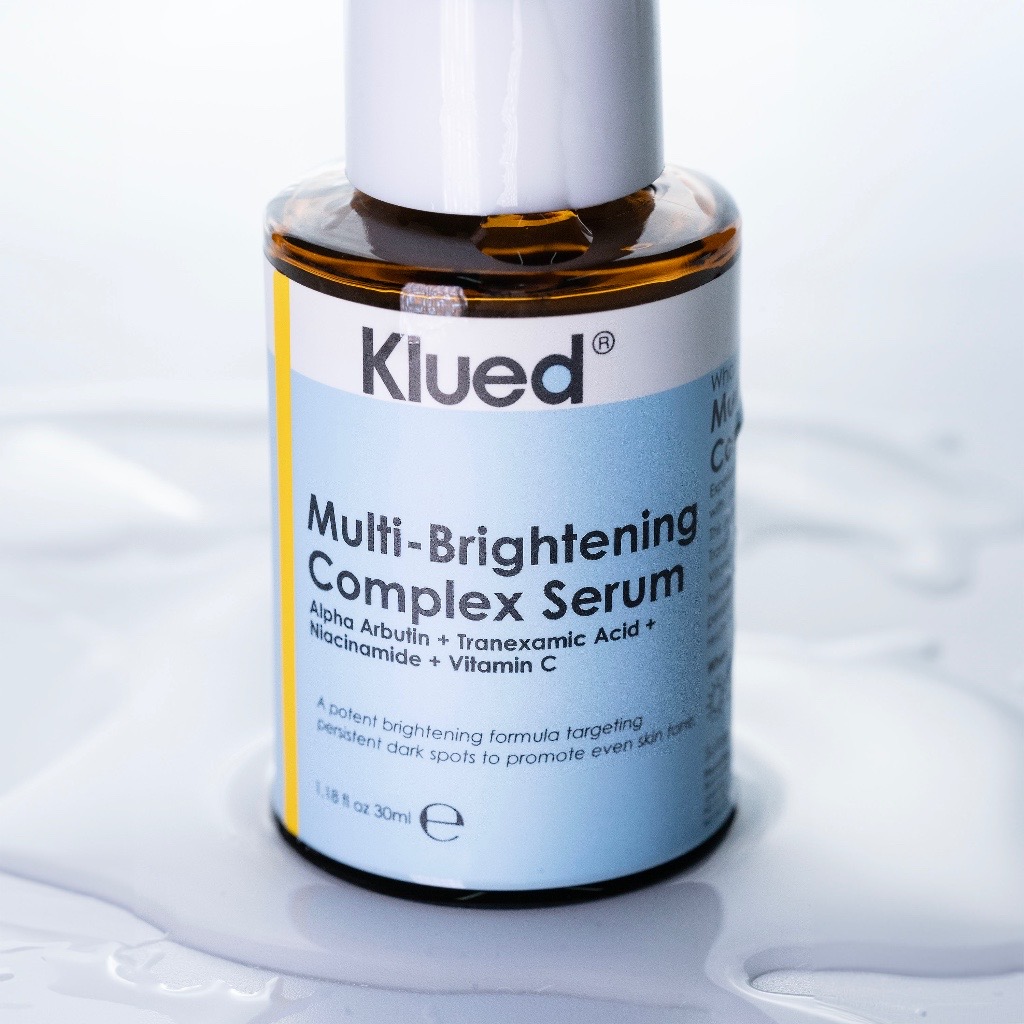 Klued®
Multi-Brightening
Complex Serum
Alpha Arbutin + Tranexamic Acid +
Niacinamide + Vitamin C
A potent brightening formula targeting
persistent dark spots to promote even skin tone.
1.18 fl oz 30ml ℮